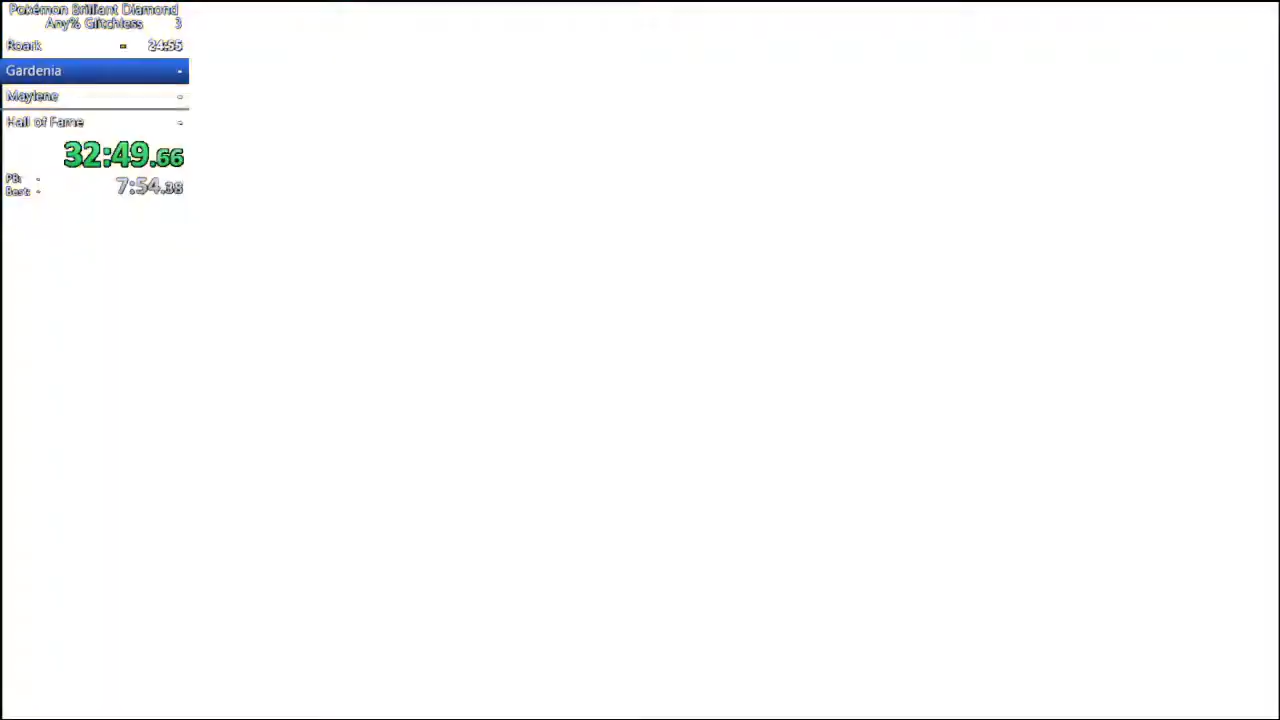 Pokémon Brilliant Diamond
Any% Glitchless 3
Roark - 24:55
Gardenia -
Maylene -
Hall of Fame -
32:49.66
PB: -
Best: -
7:54.38